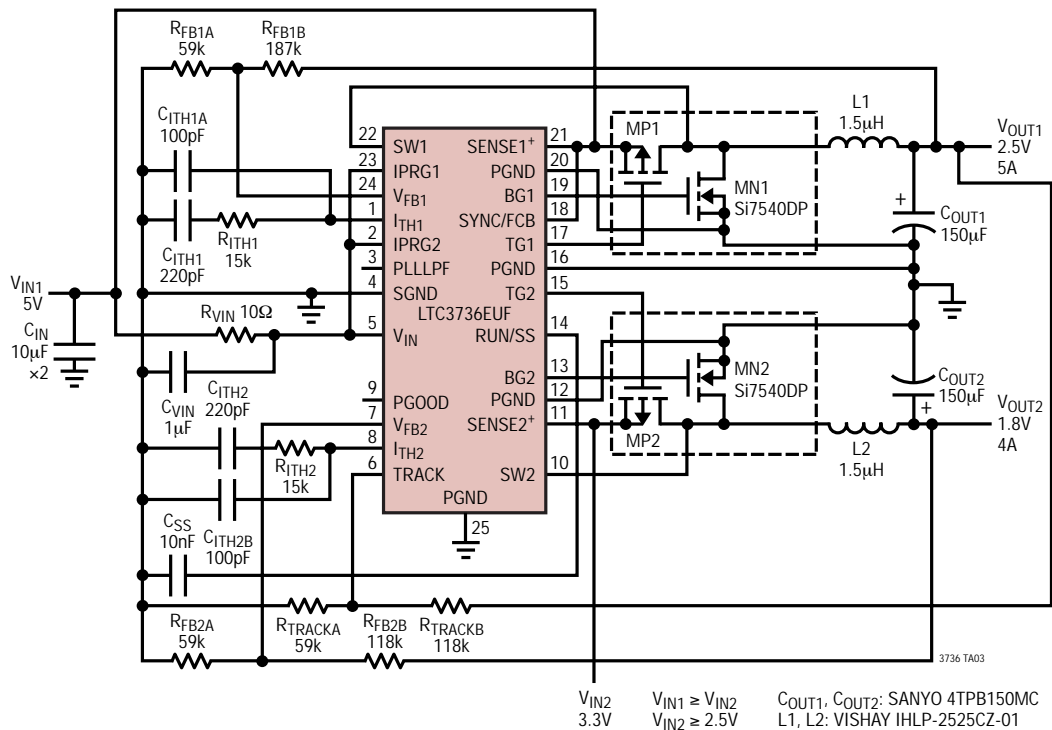 RFB1A
59k
RFB1B
187k
CITH1A
100pF
CITH1
220pF
RITH1
15k
VIN1
5V
CIN
10µF
×2
RVIN 10Ω
CVIN
1µF
CITH2
220pF
RITH2
15k
CITH2B
100pF
CSS
10nF
RFB2A
59k
RTRACKA
59k
RFB2B
118k
RTRACKB
118k
22
23
24
1
2
3
4
5
9
7
8
6
SW1
IPRG1
VFB1
ITH1
IPRG2
PLLLPF
SGND
LTC3736EUF
VIN
PGOOD
VFB2
ITH2
TRACK
PGND
25
SENSE1+
PGND
BG1
SYNC/FCB
TG1
PGND
TG2
RUN/SS
BG2
PGND
SENSE2+
SW2
21
20
19
18
17
16
15
14
13
12
11
10
MP1
MN1
Si7540DP
L1
1.5µH
VOUT1
2.5V
5A
+
COUT1
150µF
MN2
Si7540DP
MP2
COUT2
150µF
+
L2
1.5µH
VOUT2
1.8V
4A
3736 TA03
VIN2
3.3V
VIN1 ≥ VIN2
VIN2 ≥ 2.5V
COUT1, COUT2: SANYO 4TPB150MC
L1, L2: VISHAY IHLP-2525CZ-01